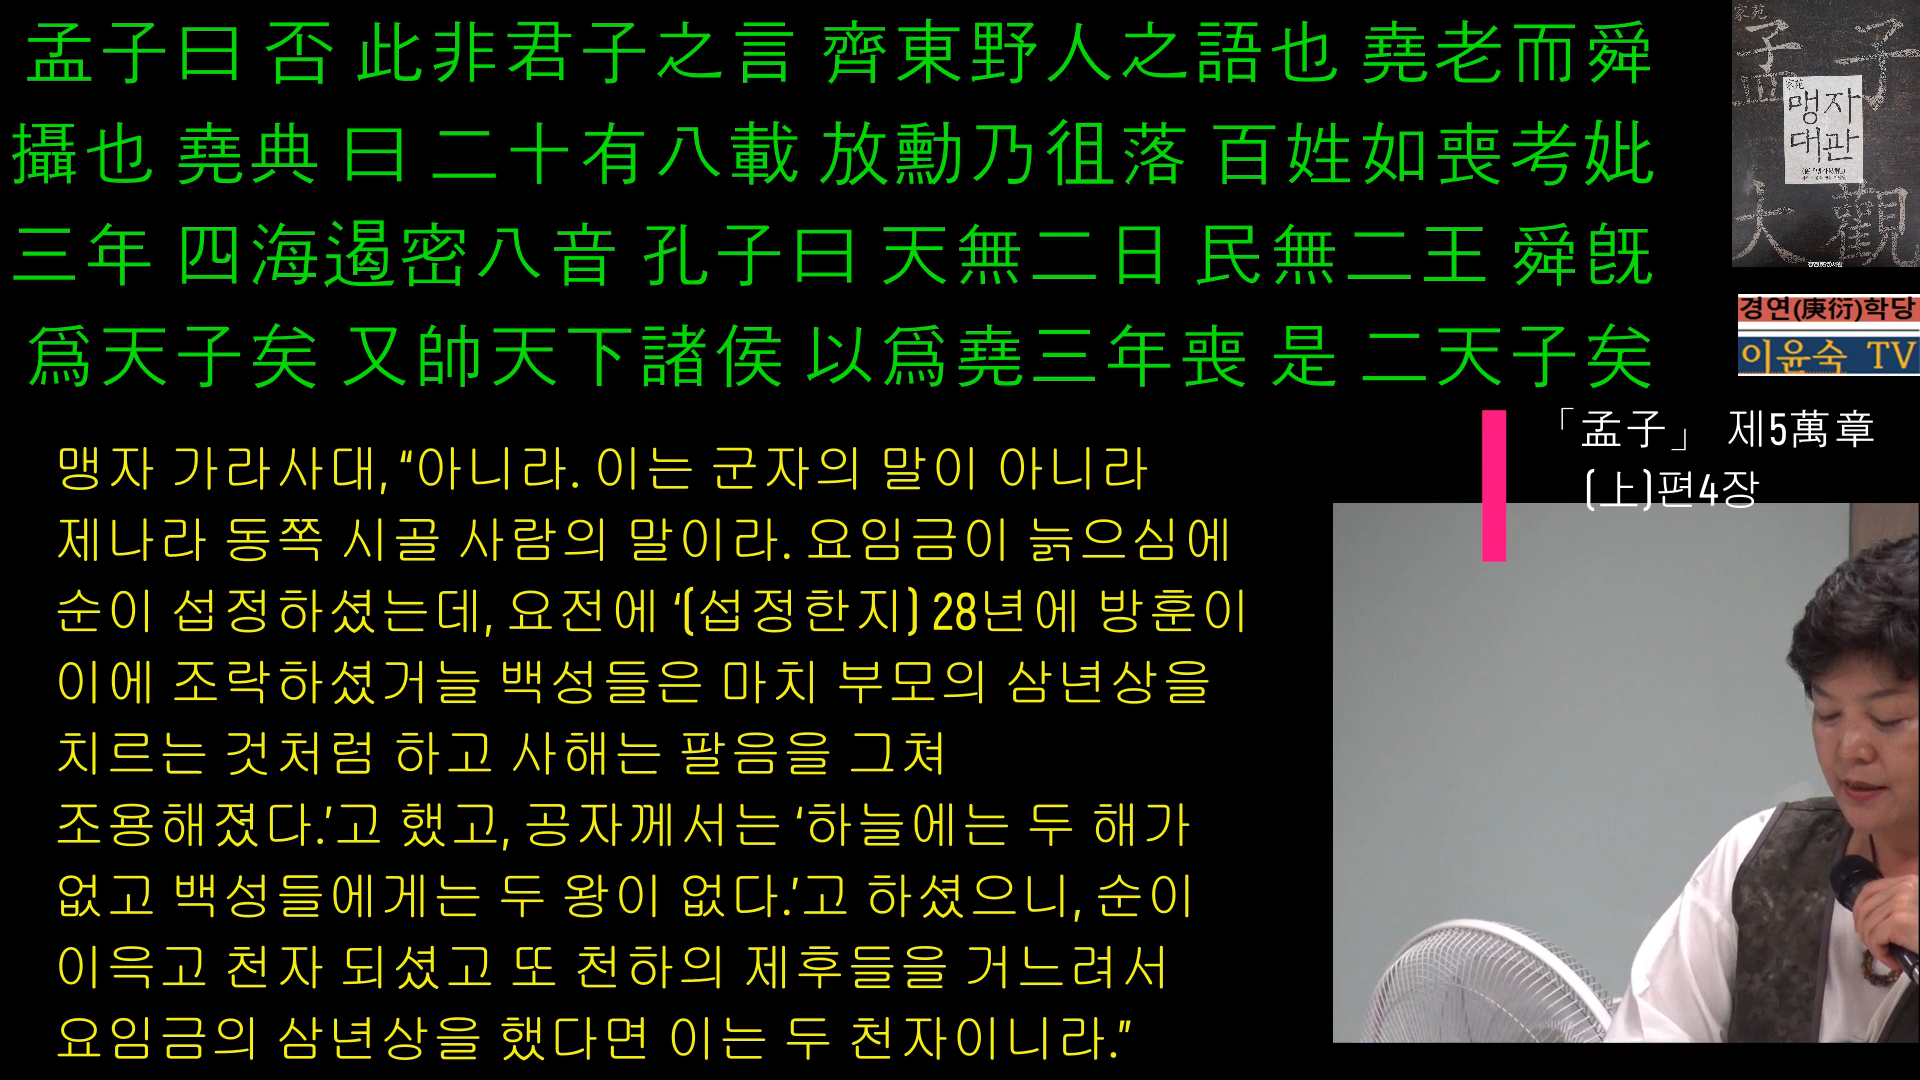 孟子曰 否 此非君子之言 齊東野人之語也 堯老而舜
攝也 堯典 曰 二十有八載 放勳乃徂落 百姓如喪考妣
三年 四海遏密八音 孔子曰 天無二日 民無二王 舜旣
爲天子矣 又帥天下諸侯 以爲堯三年喪 是 二天子矣
맹자 가라사대, “아니라. 이는 군자의 말이 아니라
제나라 동쪽 시골 사람의 말이라. 요임금이 늙으심에
순이 섭정하셨는데, 요전에 ‘(섭정한지) 28년에 방훈이
이에 조락하셨거늘 백성들은 마치 부모의 삼년상을
치르는 것처럼 하고 사해는 팔음을 그쳐
조용해졌다.’고 했고, 공자께서는 ‘하늘에는 두 해가
없고 백성들에게는 두 왕이 없다.’고 하셨으니, 순이
이윽고 천자 되셨고 또 천하의 제후들을 거느려서
요임금의 삼년상을 했다면 이는 두 천자이니라.”
家苑
孟子
맹자
대관
大觀
경연(庚衍)학당
이윤숙 TV
「孟子」 제5萬章
(上)편4장